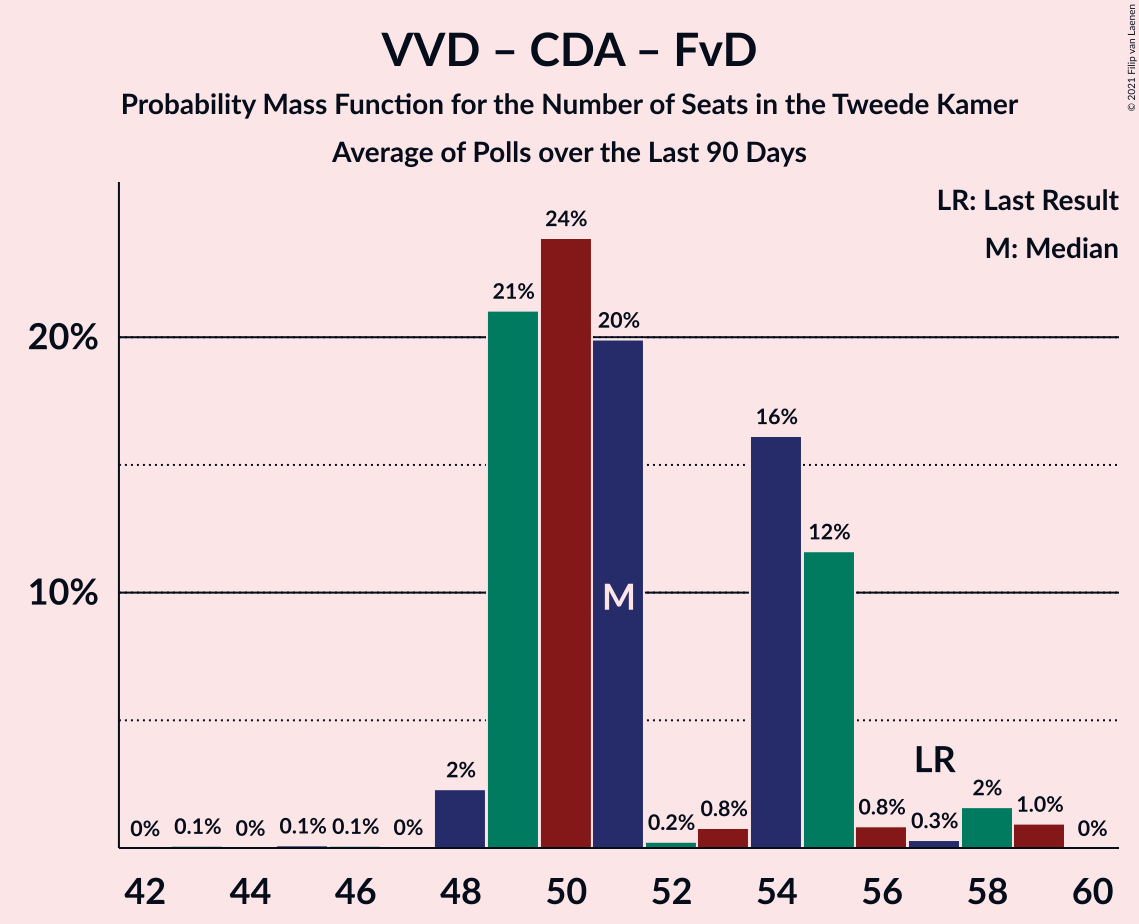 VVD – CDA – FvD
Probability Mass Function for the Number of Seats in the Tweede Kamer
Average of Polls over the Last 90 Days
© 2021 Filip van Laenen
LR: Last Result
M: Median
20%
10%
0% 0.1% 0% 0.1% 0.1% 0% 2% 21% 24% 20% 0.2% 0.8% 16% 12% 0.8% 0.3% 2% 1.0% 0%
M
LR
42 44 46 48 50 52 54 56 58 60